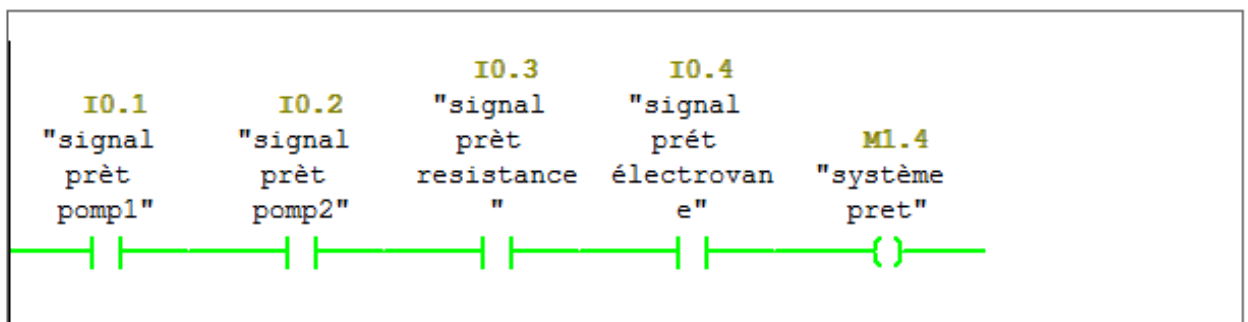 I0.1
"signal
prèt
pomp1"
I0.2
"signal
prèt
pomp2"
I0.3
"signal
prèt
resistance
"
I0.4
"signal
prét
électrovan
e"
M1.4
"système
pret"